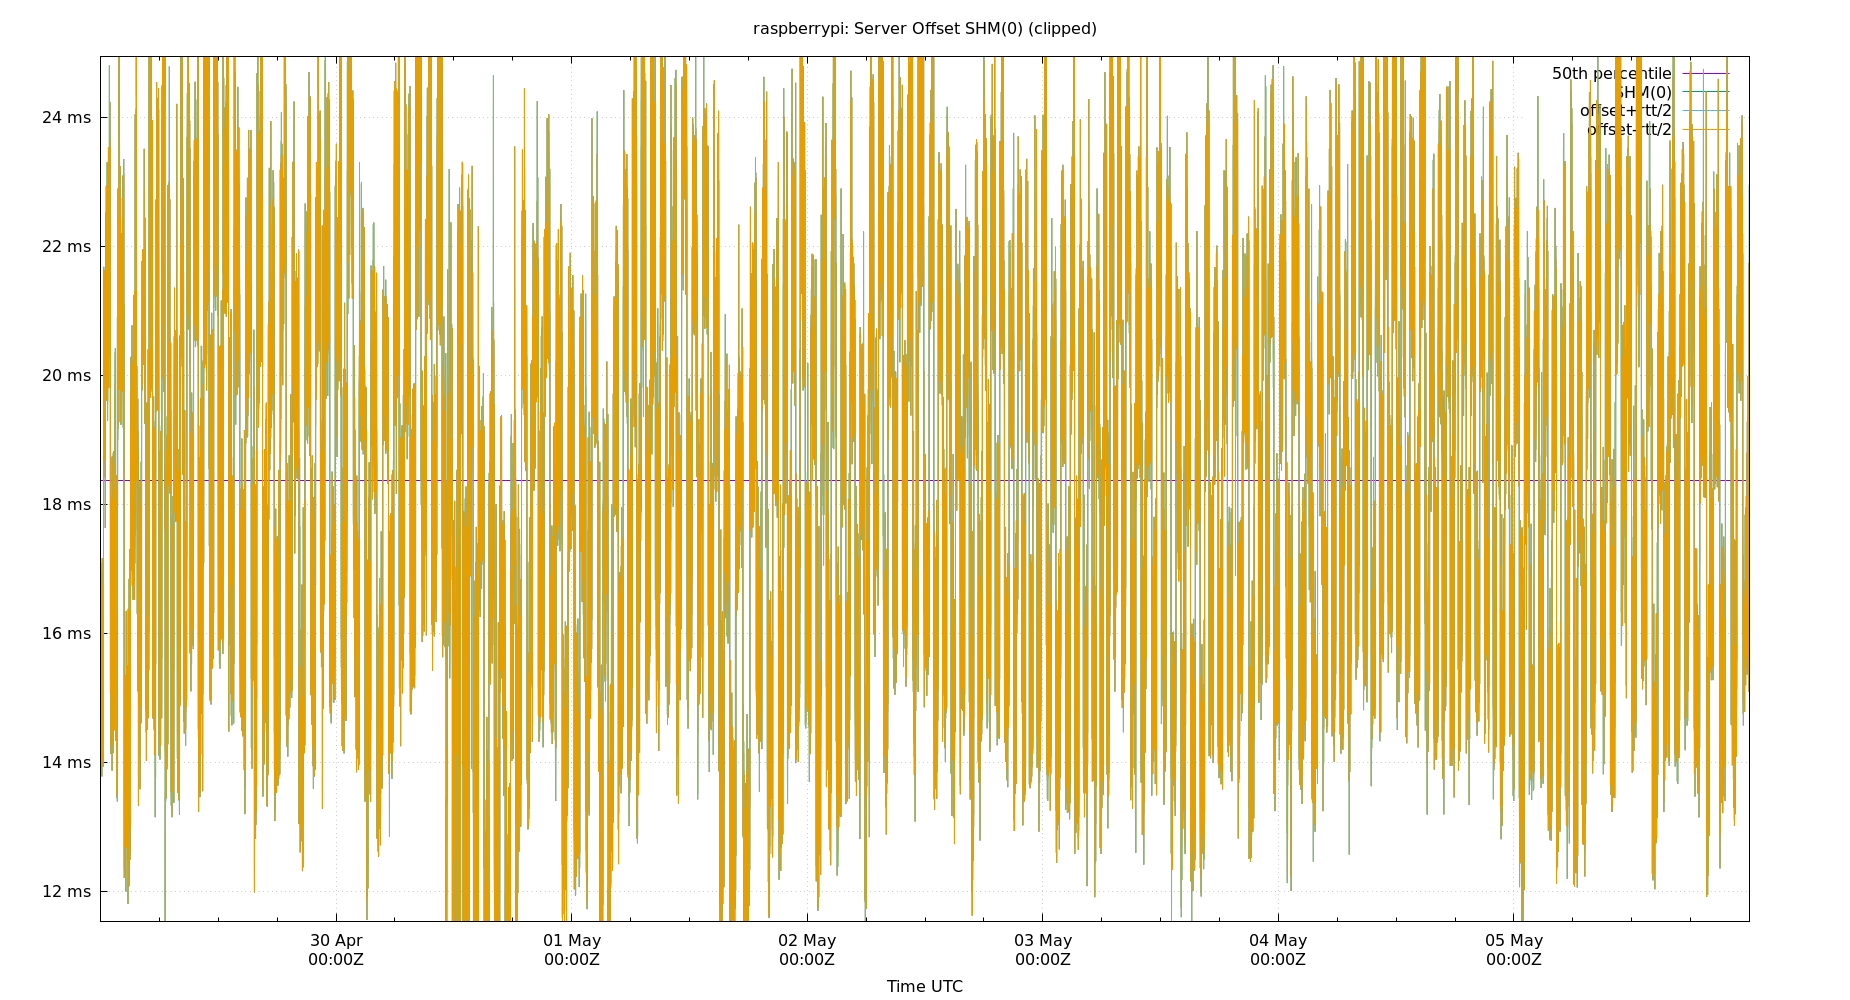 raspberrypi: Server Offset SHM(0) (clipped)
50th percentile
SHM(0)
offset+rtt/2
offset-rtt/2
24 ms
22 ms
20 ms
18 ms
16 ms
14 ms
12 ms
30 Apr 01 May 02 May 03 May 04 May 05 May
00:00Z 00:00Z 00:00Z 00:00Z 00:00Z 00:00Z
Time UTC